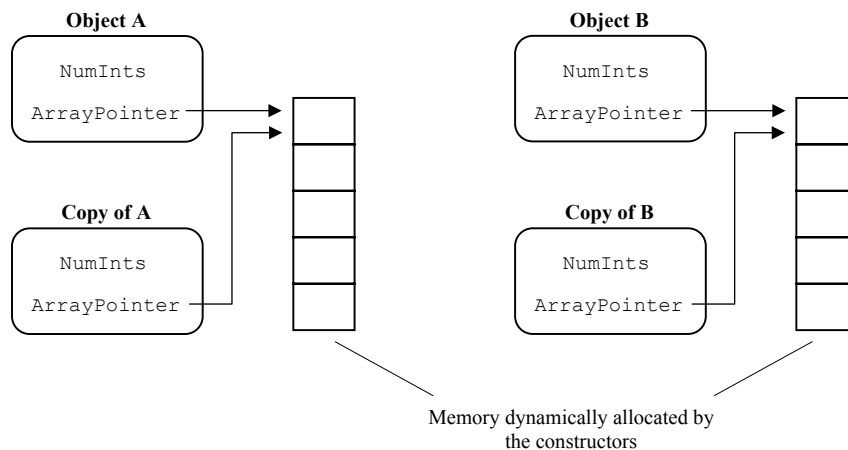 Object A
NumInts
ArrayPointer
Copy of A
NumInts
ArrayPointer
Object B
NumInts
ArrayPointer
Copy of B
NumInts
ArrayPointer
Memory dynamically allocated by
the constructors